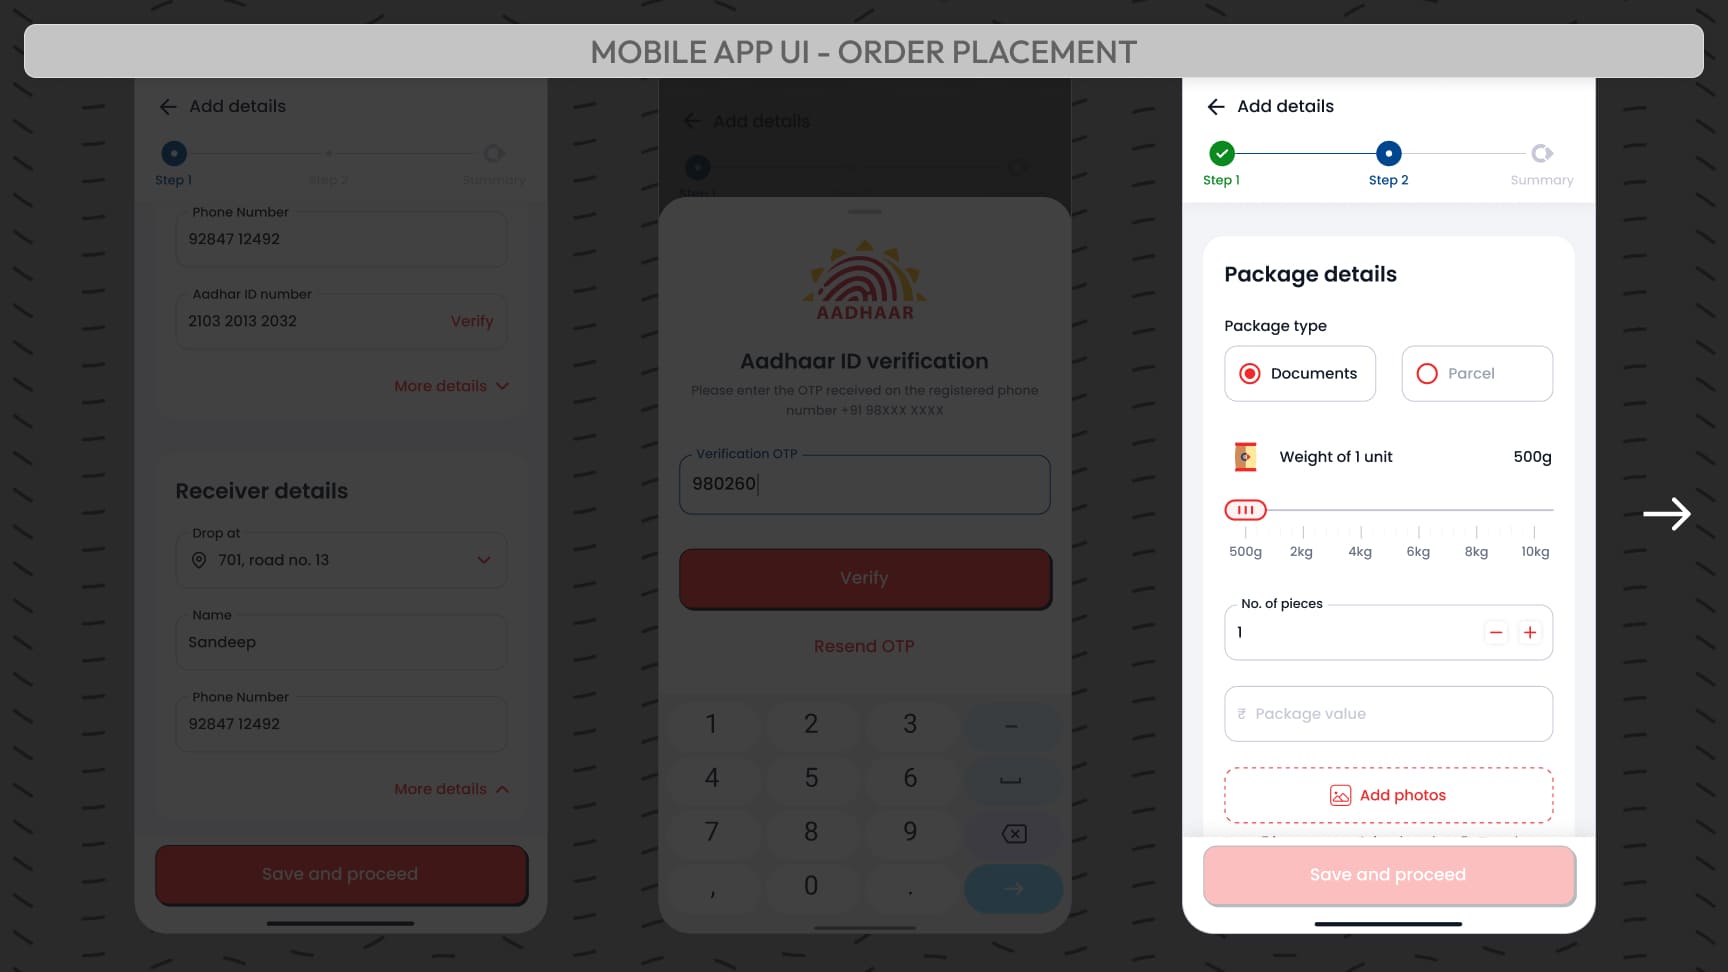 MOBILE APP UI - ORDER PLACEMENT
Add details
Step 1
Step 2
Summary
Phone Number
92847 12492
Aadhar ID number
2103 2013 2032
Verify
More details
Receiver details
Drop at
701, road no. 13
Name
Sandeep
Phone Number
92847 12492
More details
Save and proceed
Add details
Step 1
AADHAAR
Aadhaar ID verification
Please enter the OTP received on the registered phone
number +91 98XXX XXXX
Verification OTP
980260
Verify
Resend OTP
1 2 3 -
4 5 6
7 8 9
, 0 .
Add details
Step 1
Step 2
Summary
Package details
Package type
Documents
Parcel
Weight of 1 unit
500g
500g 2kg 4kg 6kg 8kg 10kg
No. of pieces
1
₹ Package value
Add photos
Save and proceed